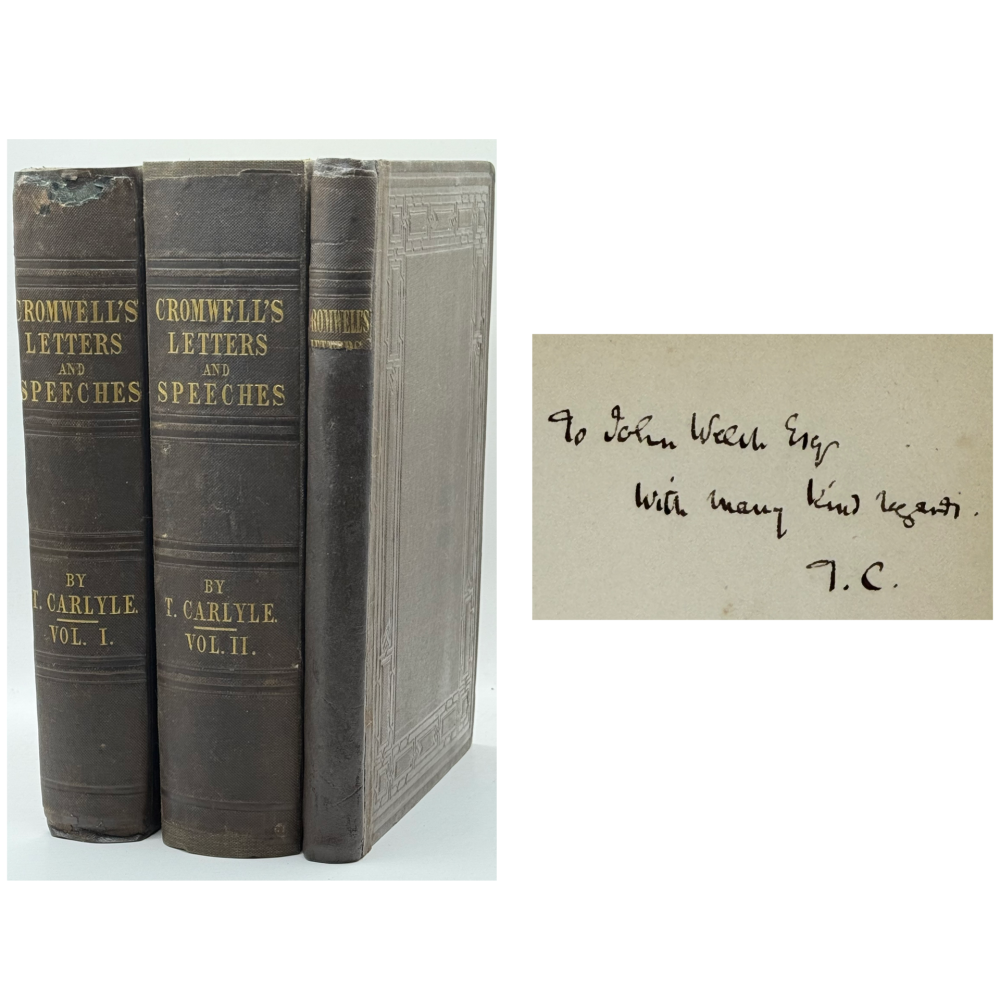 CROMWELL'S
LETTERS
AND
SPEECHES
BY
T. CARLYLE.
VOL. I.
CROMWELL'S
LETTERS
AND
SPEECHES
BY
T. CARLYLE.
VOL. II.
CROMWELL'S
To John Welsh Esq
With many kind regards.
T. C.